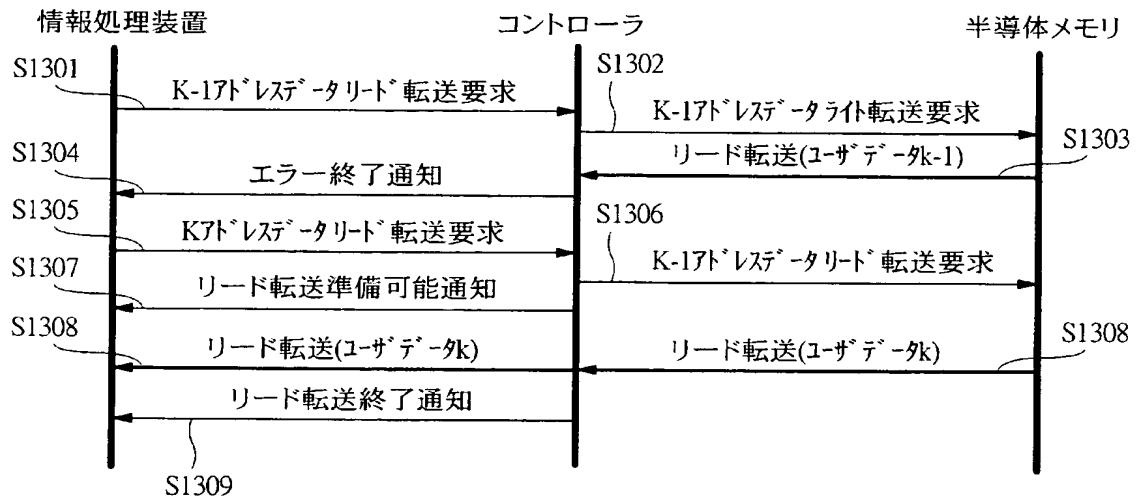 情報処理装置
コントローラ
半導体メモリ
S1301
K-1アドレスデータリード転送要求
S1302
K-1アドレスデータライト転送要求
S1303
リード転送(ユーザデータk-1)
S1304
エラー終了通知
S1305
Kアドレスデータリード転送要求
S1306
K-1アドレスデータリード転送要求
S1307
リード転送準備可能通知
S1308
リード転送(ユーザデータk)
リード転送(ユーザデータk)
S1308
リード転送終了通知
S1309